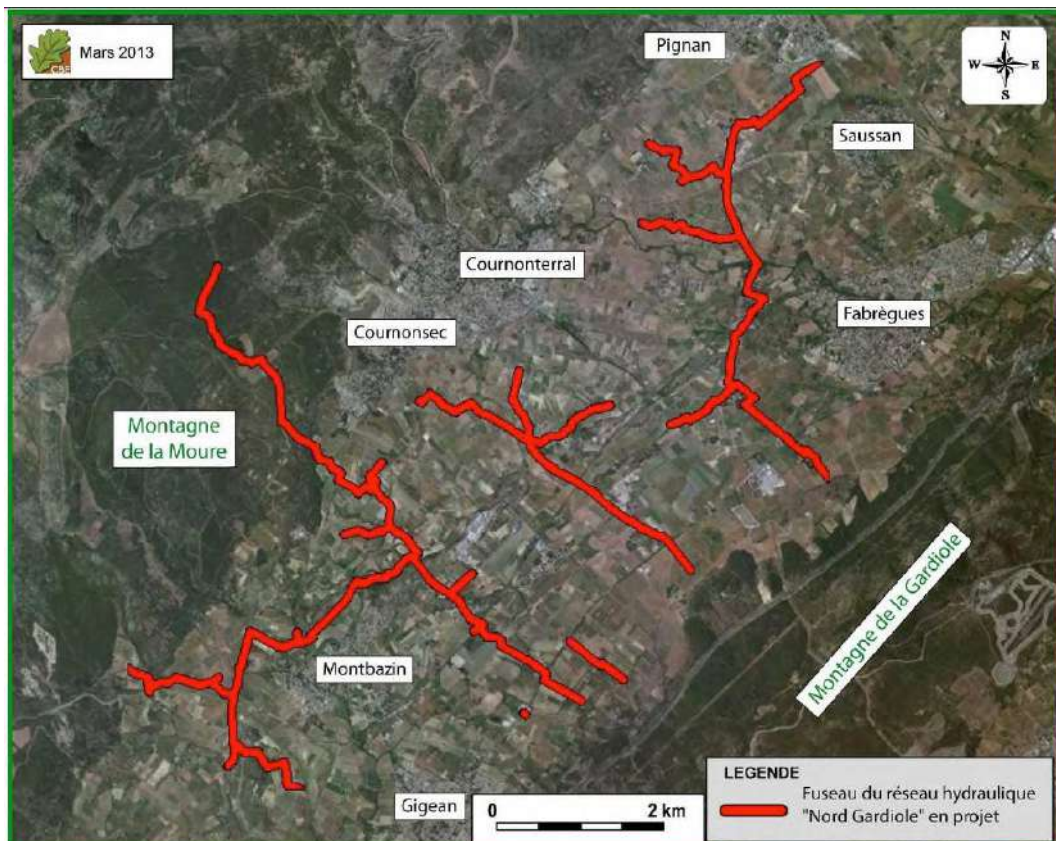 Mars 2013
CBE
Pignan
N
W E
S
Saussan
Cournonterral
Fabrègues
Cournonsec
Montagne
de la Moure
Montagne de la Gardiole
Montbazin
Gigean
0 2 km
LEGENDE
Fuseau du réseau hydraulique
"Nord Gardiole" en projet